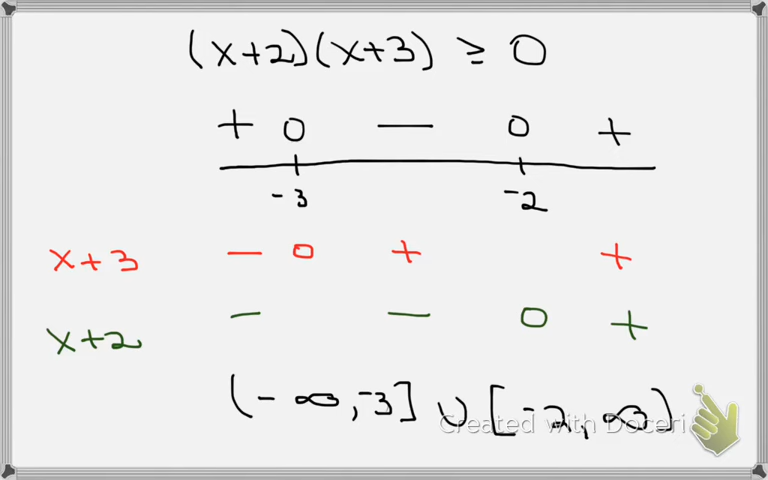 (x+2)(x+3) ≥ 0
+ 0 — 0 +
-3 -2
x+3 — 0 + +
x+2 — — 0 +
(-∞,-3] ∪ [-2,∞)
Created with Doceri